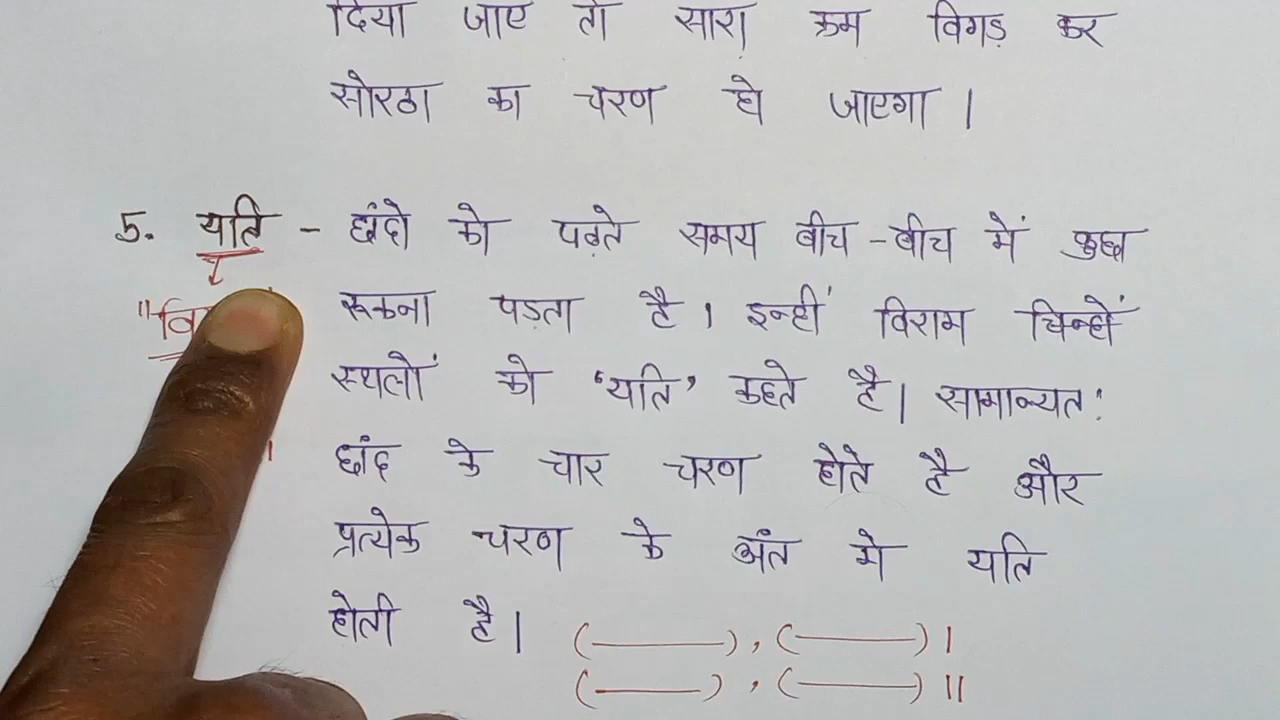 दिया जाए तो सारा क्रम बिगड़ कर
सोरठा का चरण हो जाएगा ।
5. यति - छंदो को पढ़ते समय बीच - बीच में कुछ
रूकना पड़ता है । इन्हीं विराम चिन्हों
स्थलों को 'यति' कहते है । सामान्यत:
छंद के चार चरण होते है और
प्रत्येक चरण के अंत मे यति
होती है ।
(———) , (———) ।
(———) , (———) ॥